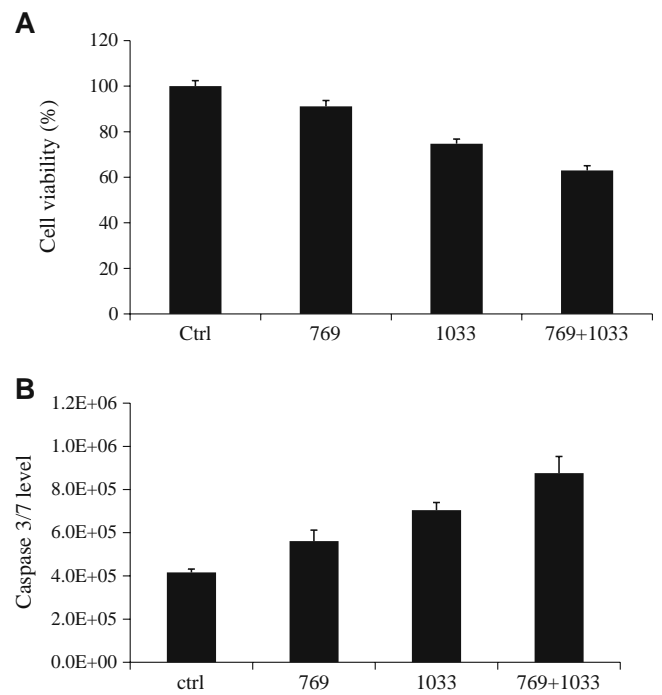 A
Cell viability (%)
120
100
80
60
40
20
0
Ctrl 769 1033 769+1033
B
Caspase 3/7 level
1.2E+06
1.0E+06
8.0E+05
6.0E+05
4.0E+05
2.0E+05
0.0E+00
ctrl 769 1033 769+1033